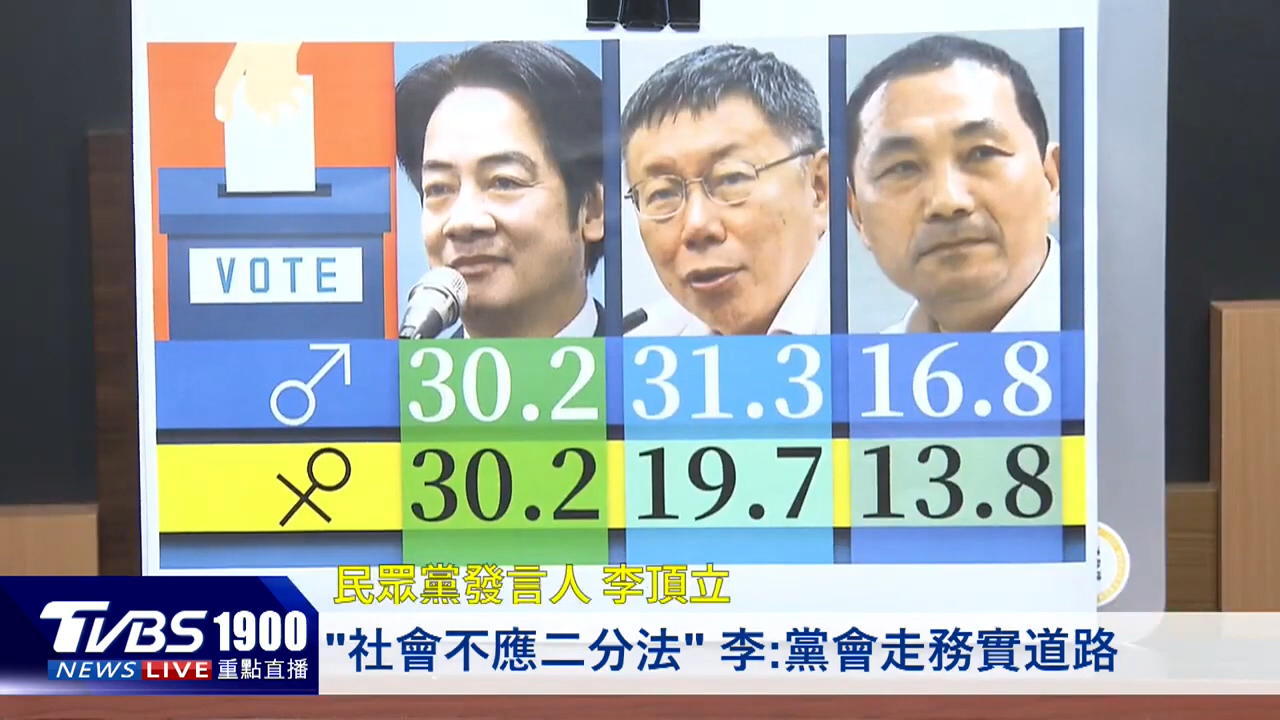 VOTE
30.2 31.3 16.8
30.2 19.7 13.8
民眾黨發言人 李頂立
"社會不應二分法" 李:黨會走務實道路
TVBS 1900
NEWS LIVE 重點直播